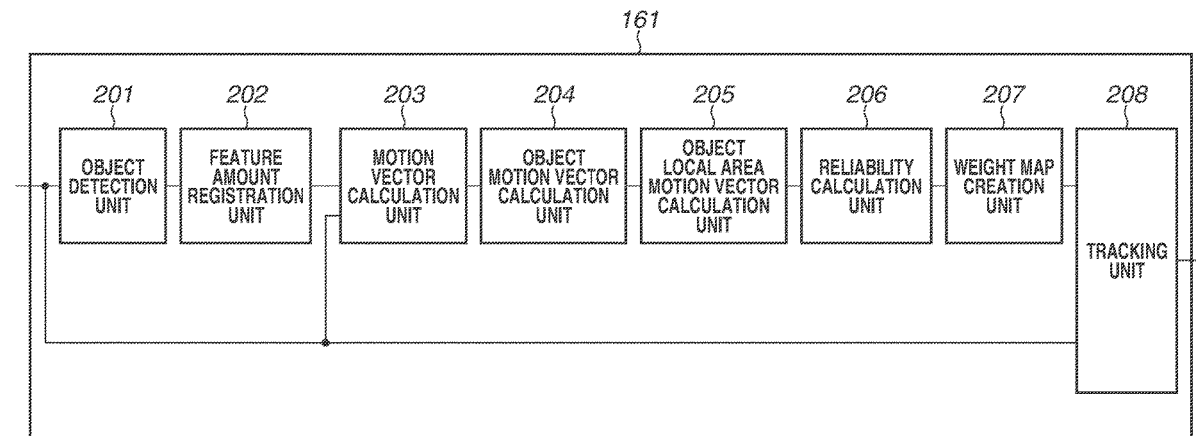 161
201
202
203
204
205
206
207
208
OBJECT
DETECTION
UNIT
FEATURE
AMOUNT
REGISTRATION
UNIT
MOTION
VECTOR
CALCULATION
UNIT
OBJECT
MOTION VECTOR
CALCULATION
UNIT
OBJECT
LOCAL AREA
MOTION VECTOR
CALCULATION
UNIT
RELIABILITY
CALCULATION
UNIT
WEIGHT MAP
CREATION
UNIT
TRACKING
UNIT